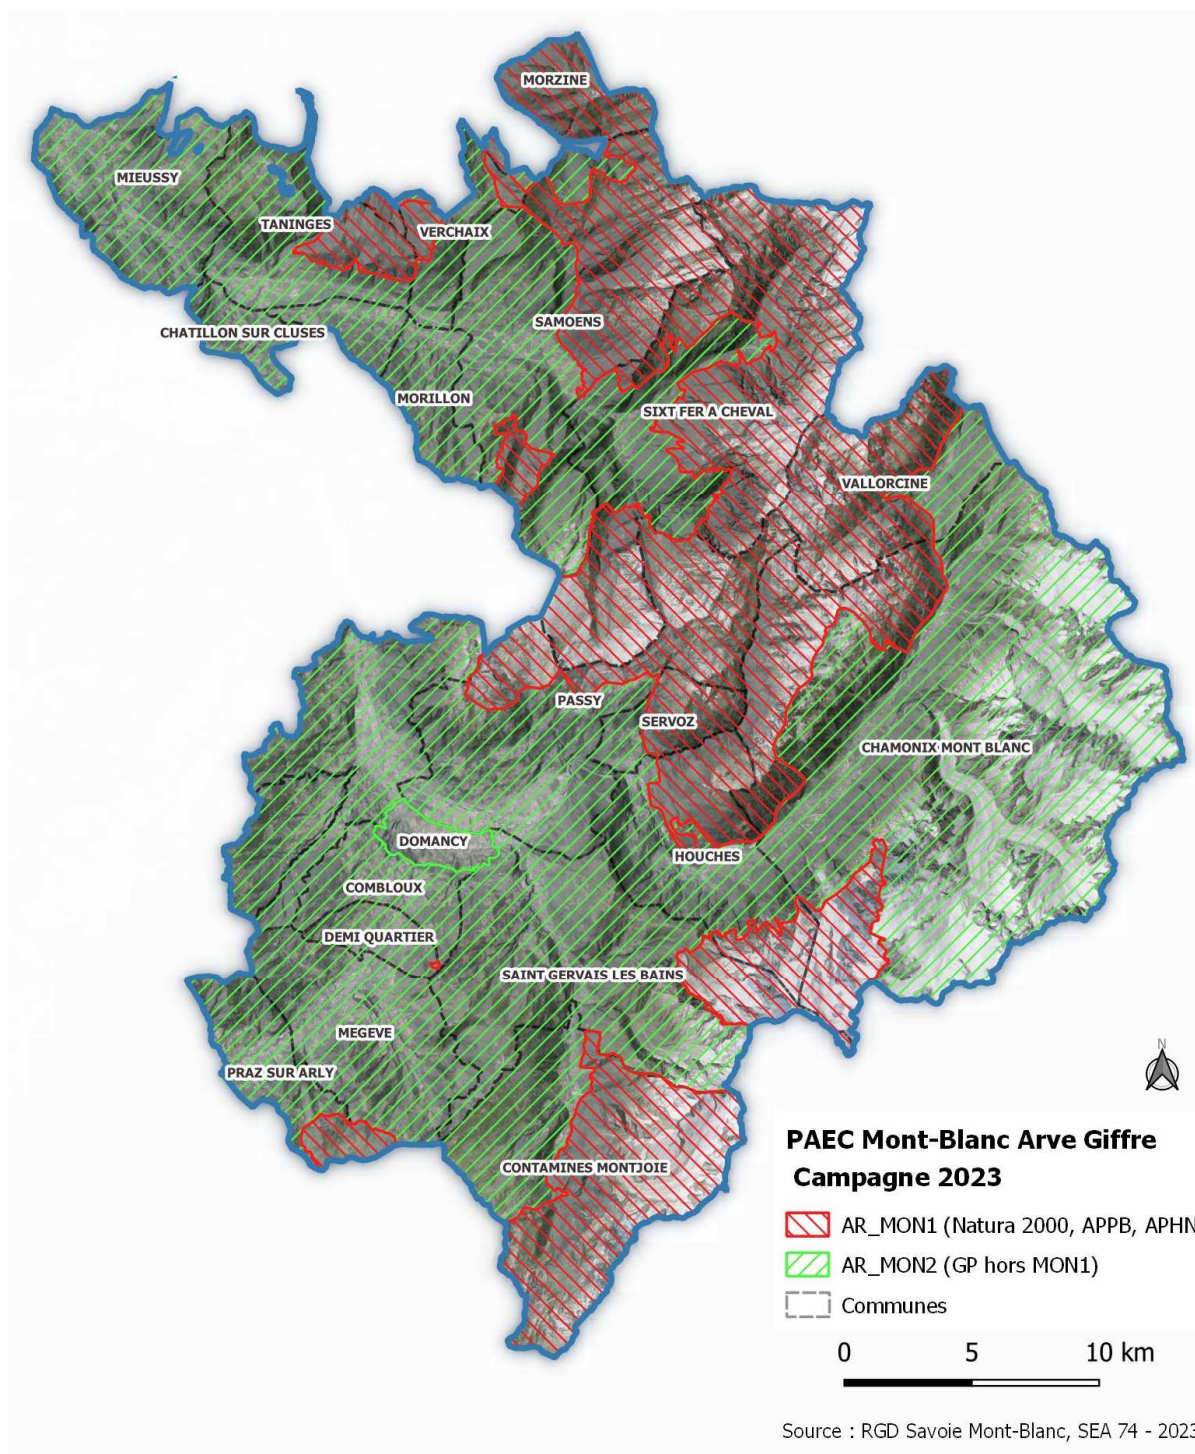 MORZINE
MIEUSSY
TANINGES
VERCHAIX
SAMOENS
CHATILLON SUR CLUSES
MORILLON
SIXT FER A CHEVAL
VALLORCINE
PASSY
SERVOZ
CHAMONIX MONT BLANC
DOMANCY
HOUCHES
COMBLOUX
DEMI QUARTIER
SAINT GERVAIS LES BAINS
MEGEVE
PRAZ SUR ARLY
CONTAMINES MONTJOIE
N
PAEC Mont-Blanc Arve Giffre
Campagne 2023
AR_MON1 (Natura 2000, APPB, APHN
AR_MON2 (GP hors MON1)
Communes
0 5 10 km
Source : RGD Savoie Mont-Blanc, SEA 74 - 2023